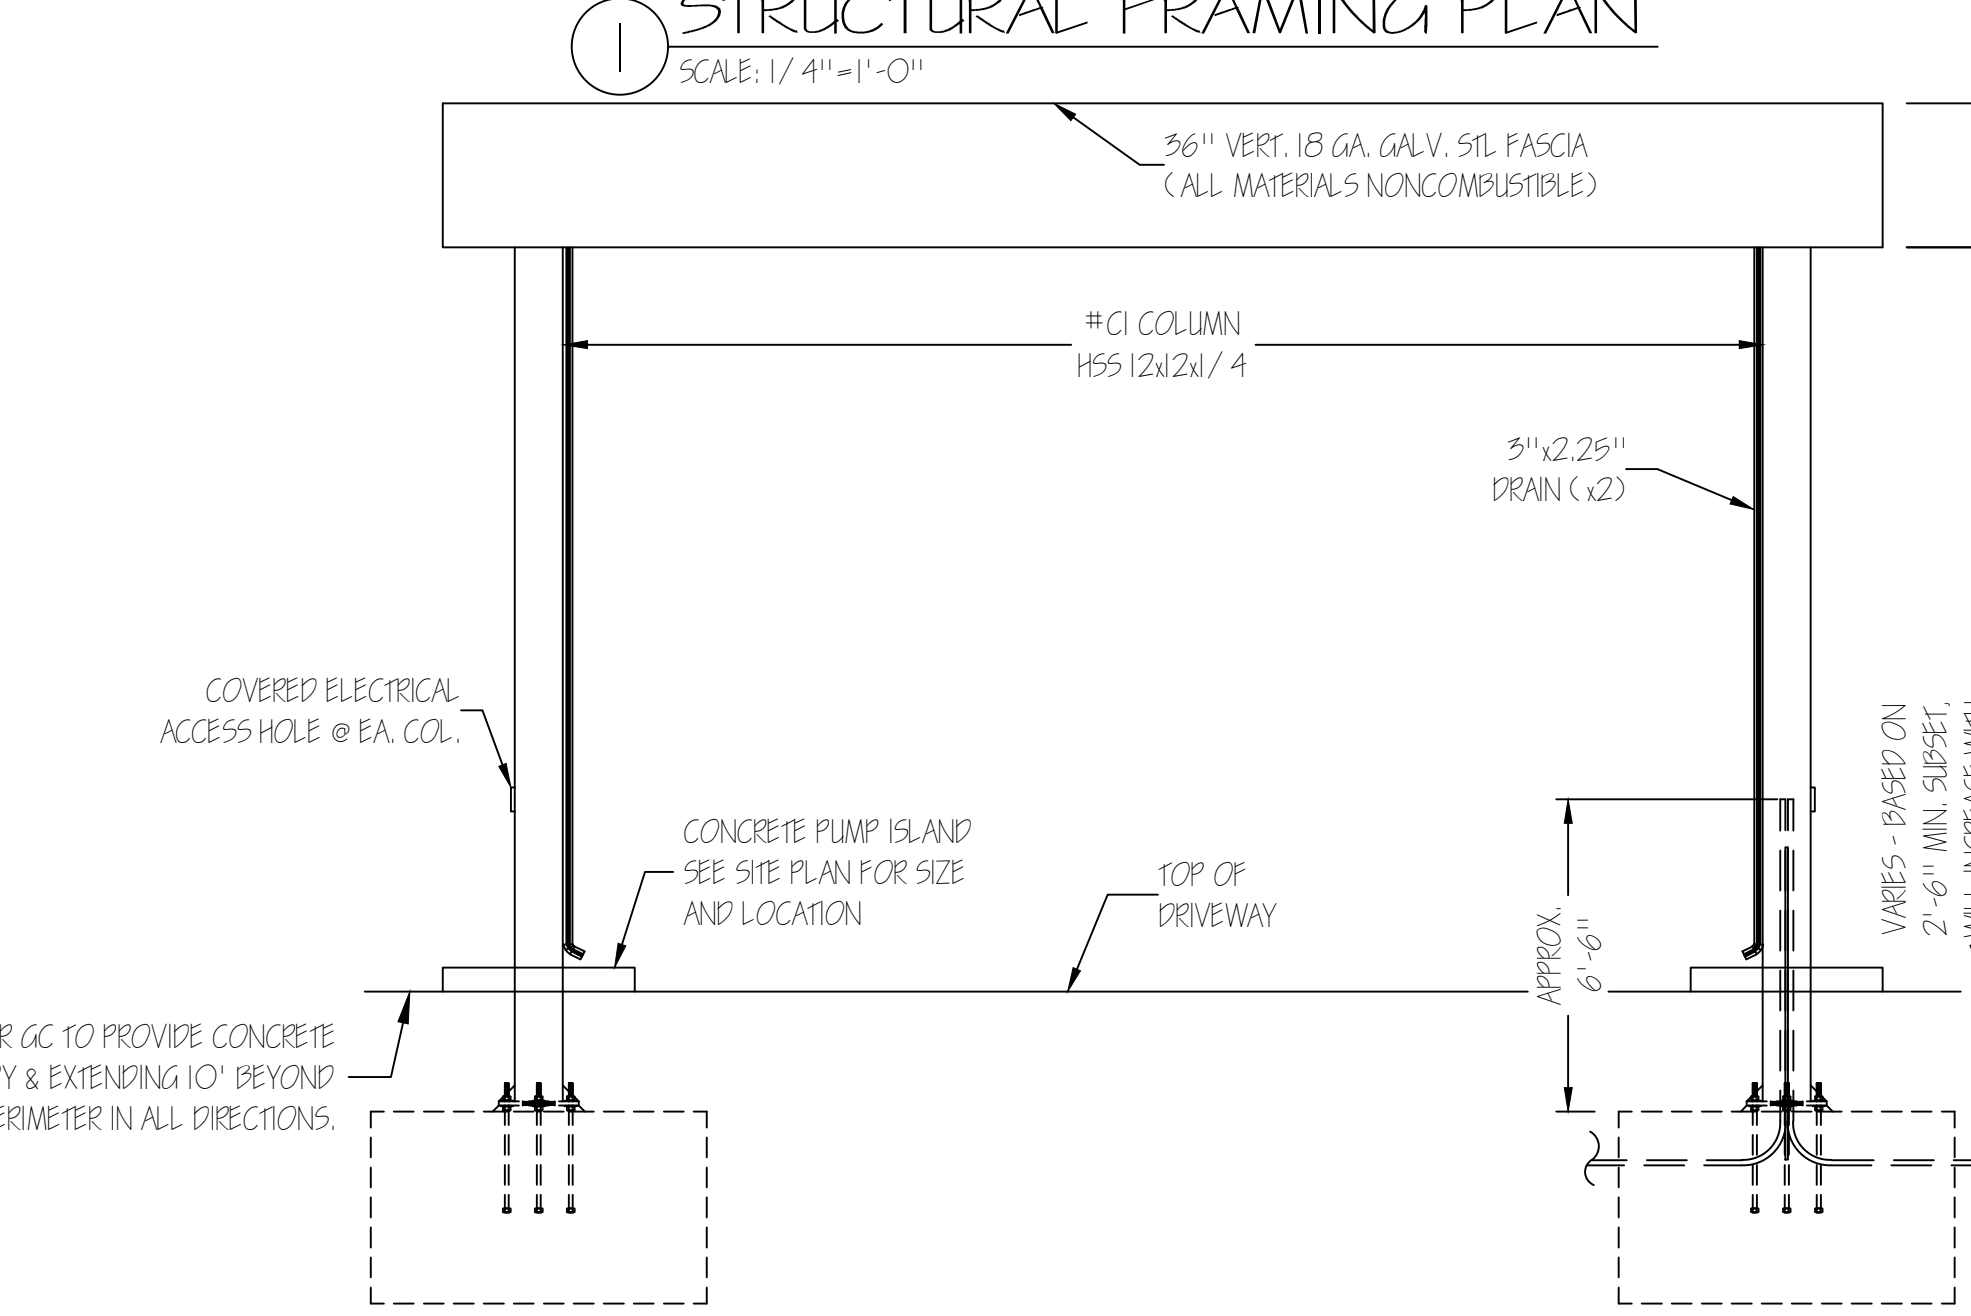 1
STRUCTURAL FRAMING PLAN
SCALE: 1/4"=1'-0"
36" VERT. 18 GA. GALV. STL FASCIA
(ALL MATERIALS NONCOMBUSTIBLE)
#C1 COLUMN
HSS 12x12x1/4
3"x2.25"
DRAIN (x2)
COVERED ELECTRICAL
ACCESS HOLE @ EA. COL.
CONCRETE PUMP ISLAND
SEE SITE PLAN FOR SIZE
AND LOCATION
TOP OF
DRIVEWAY
APPROX.
6'-6"
VARIES - BASED ON
2'-6" MIN. SUBSET,
GC TO PROVIDE CONCRETE
& EXTENDING 10' BEYOND
IN ALL DIRECTIONS.